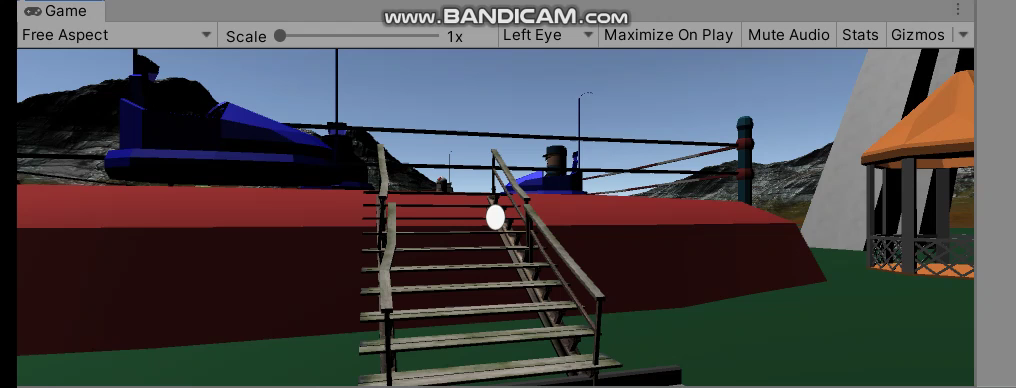 Game
www.BANDICAM.com
Free Aspect Scale 1x Left Eye Maximize On Play Mute Audio Stats Gizmos